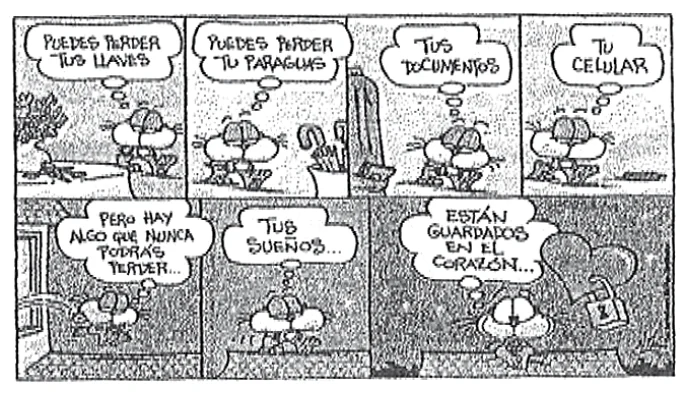 PUEDES PERDER
TUS LLAVES
PUEDES PERDER
TU PARAGUAS
TUS
DOCUMENTOS
TU
CELULAR
PERO HAY
ALGO QUE NUNCA
PODRÁS
PERDER...
TUS
SUEÑOS...
ESTÁN
GUARDADOS
EN EL
CORAZÓN...